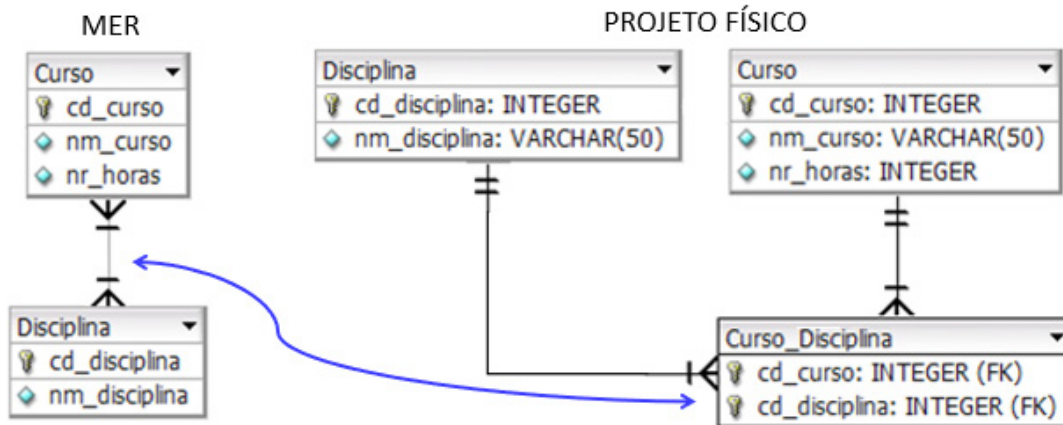 MER
Curso
cd_curso
nm_curso
nr_horas
Disciplina
cd_disciplina
nm_disciplina
PROJETO FÍSICO
Disciplina
cd_disciplina: INTEGER
nm_disciplina: VARCHAR(50)
Curso
cd_curso: INTEGER
nm_curso: VARCHAR(50)
nr_horas: INTEGER
Curso_Disciplina
cd_curso: INTEGER (FK)
cd_disciplina: INTEGER (FK)